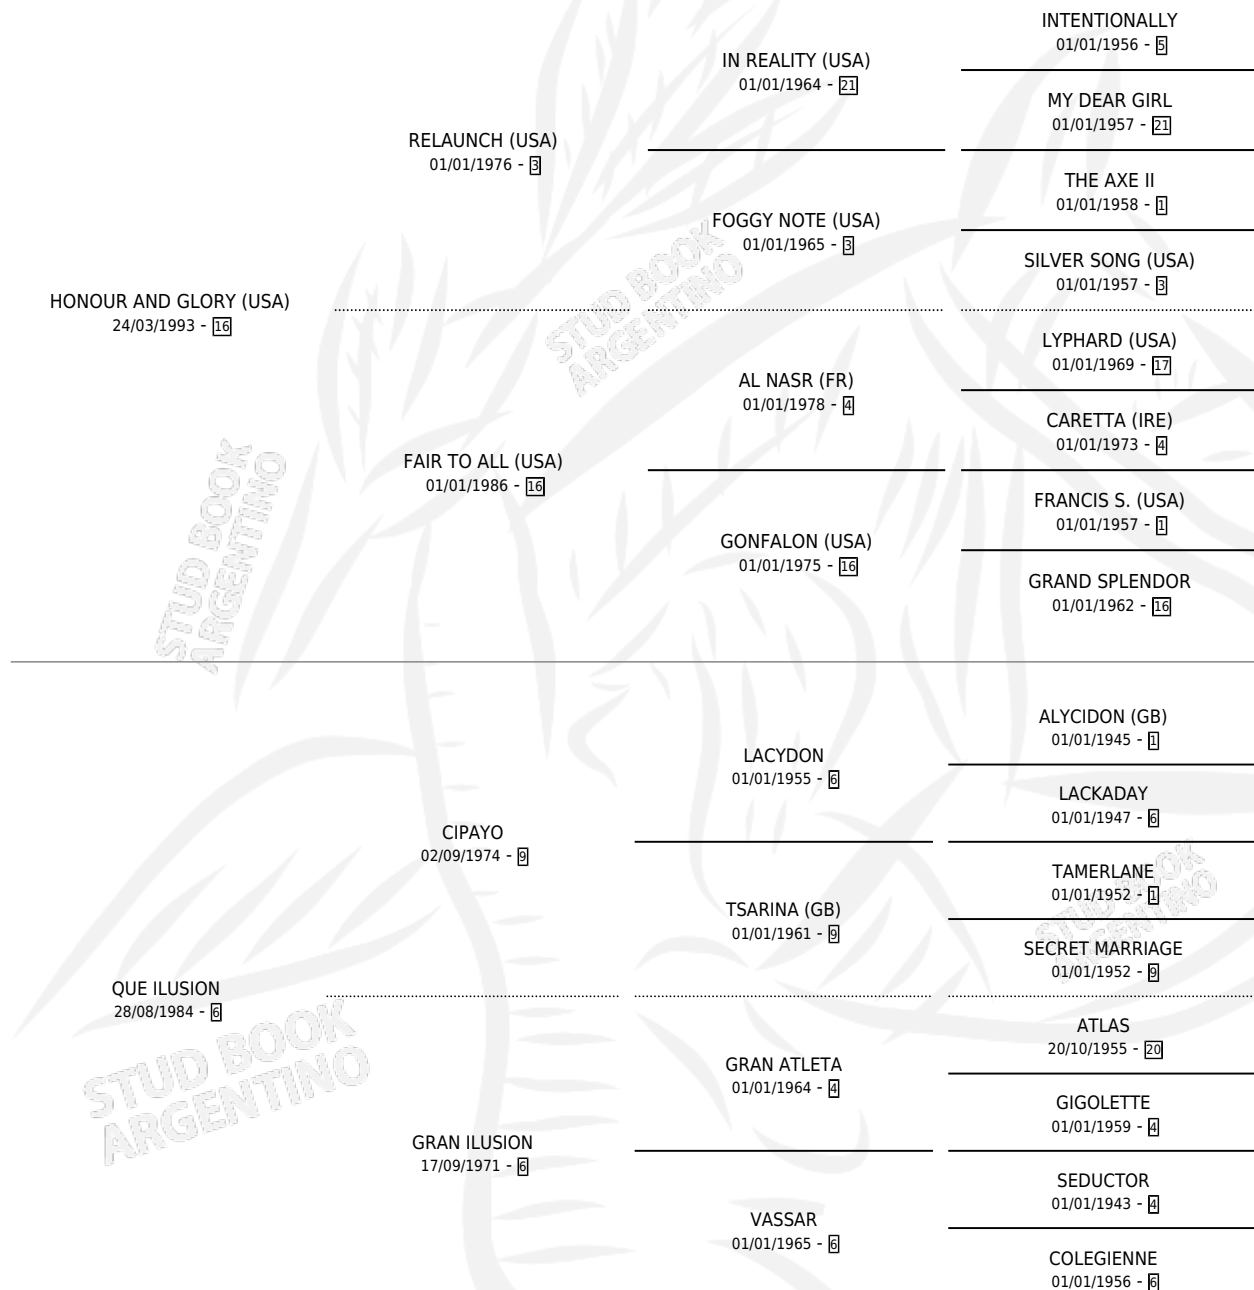 INTENTIONALLY
01/01/1956 - 5
IN REALITY (USA)
01/01/1964 - 21
MY DEAR GIRL
01/01/1957 - 21
RELAUNCH (USA)
01/01/1976 - 3
THE AXE II
01/01/1958 - 1
FOGGY NOTE (USA)
01/01/1965 - 3
SILVER SONG (USA)
01/01/1957 - 3
HONOUR AND GLORY (USA)
24/03/1993 - 16
STUD BOOK
ARGENTINO
LYPHARD (USA)
01/01/1969 - 17
AL NASR (FR)
01/01/1978 - 4
CARETTA (IRE)
01/01/1973 - 4
FAIR TO ALL (USA)
01/01/1986 - 16
FRANCIS S. (USA)
01/01/1957 - 1
GONFALON (USA)
01/01/1975 - 16
GRAND SPLENDOR
01/01/1962 - 16
STUD BOOK
ARGENTINO
ALYCIDON (GB)
01/01/1945 - 1
LACYDON
01/01/1955 - 6
LACKADAY
01/01/1947 - 6
CIPAYO
02/09/1974 - 9
TAMERLANE
01/01/1952 - 1
TSARINA (GB)
01/01/1961 - 9
STUD BOOK
ARGENTINO
SECRET MARRIAGE
01/01/1952 - 9
QUE ILUSION
28/08/1984 - 6
ATLAS
20/10/1955 - 20
GRAN ATLETA
01/01/1964 - 4
GIGOLETTE
01/01/1959 - 4
STUD BOOK
ARGENTINO
GRAN ILUSION
17/09/1971 - 6
SEDUCTOR
01/01/1943 - 4
VASSAR
01/01/1965 - 6
COLEGIENNE
01/01/1956 - 6